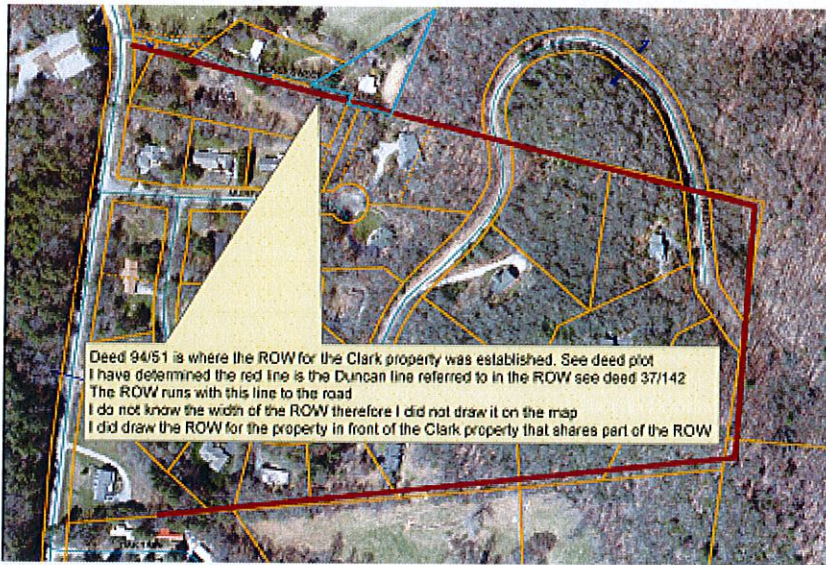 Deed 94/51 is where the ROW for the Clark property was established. See deed plot
I have determined the red line is the Duncan line referred to in the ROW see deed 37/142
The ROW runs with this line to the road
I do not know the width of the ROW therefore I did not draw it on the map
I did draw the ROW for the property in front of the Clark property that shares part of the ROW